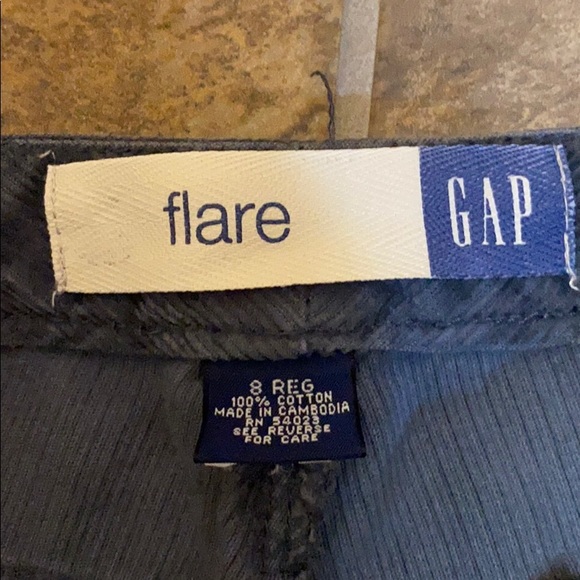 flare
GAP
8 REG
100% COTTON
MADE IN CAMBODIA
RN 54023
SEE REVERSE
FOR CARE